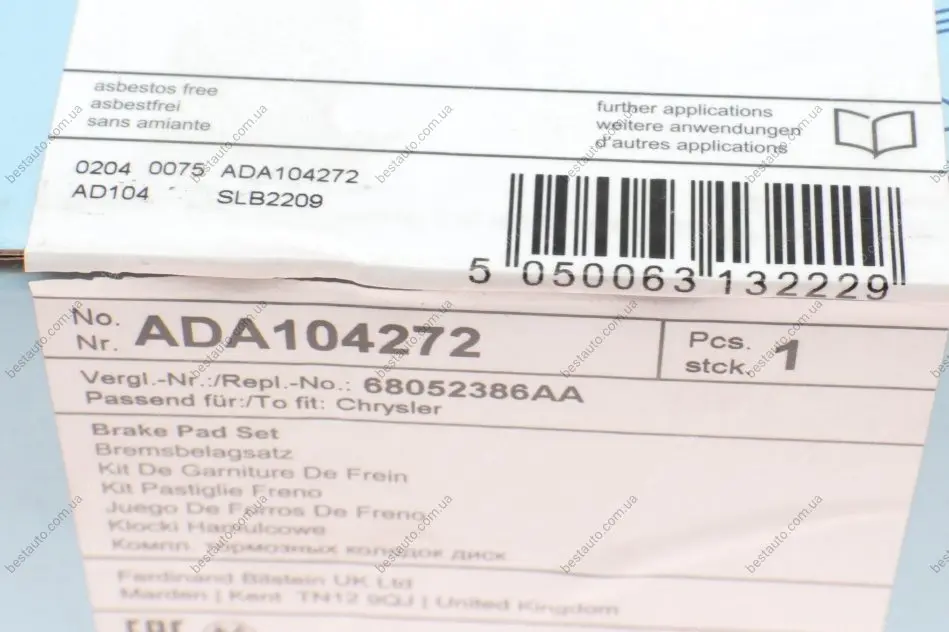 asbestos free
asbestfrei
sans amiante
further applications
weitere anwendungen
d'autres applications
0204 0075 ADA104272
AD104 SLB2209
5 050063 132229
No.
Nr. ADA104272
Pcs.
stck. 1
Vergl.-Nr.:/Repl.-No.: 68052386AA
Passend für:/To fit: Chrysler
Brake Pad Set
Bremsbelagsatz
Kit De Garniture De Frein
Kit Pastiglie Freno
Juego De Forros De Freno
Klocki Hamulcowe
Компл. тормозных колодок диск
Ferdinand Bilstein UK Ltd
Marden | Kent TN12 9QJ | United Kingdom
EAC
bestauto.com.ua